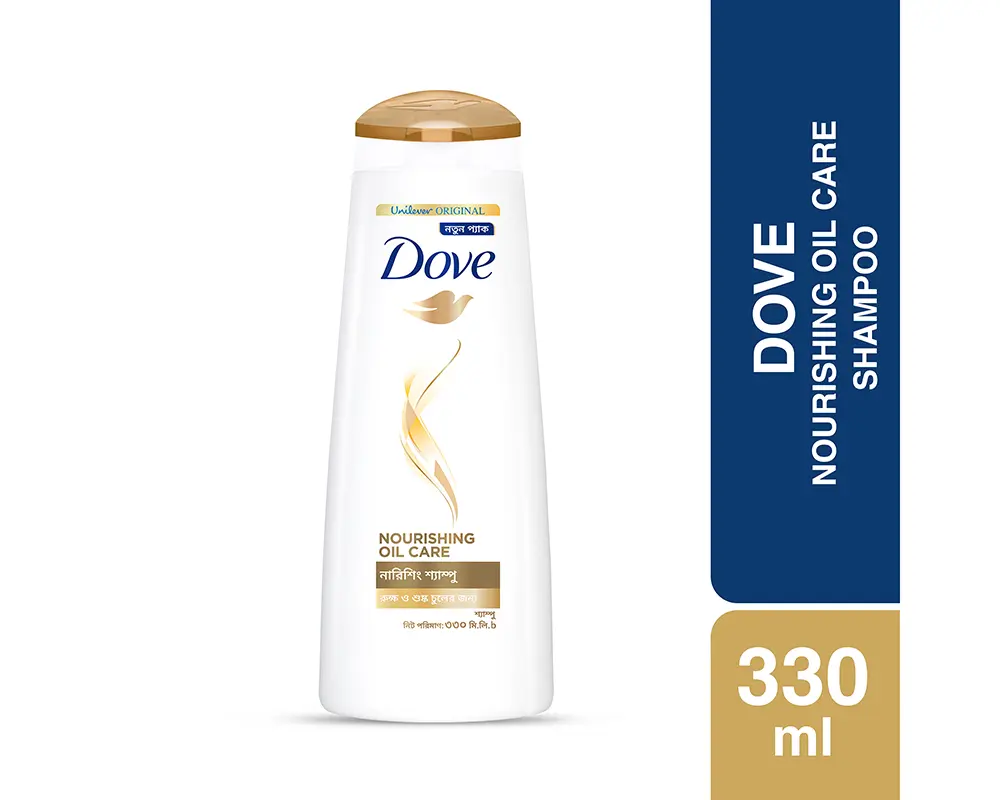 Unilever ORIGINAL
নতুন প্যাক
Dove
NOURISHING
OIL CARE
নারিশিং শ্যাম্পু
রুক্ষ ও শুষ্ক চুলের জন্য
শ্যাম্পু
নিট পরিমাণ: ৩৩০ মি.লি.৳
DOVE
NOURISHING OIL CARE
SHAMPOO
330
ml